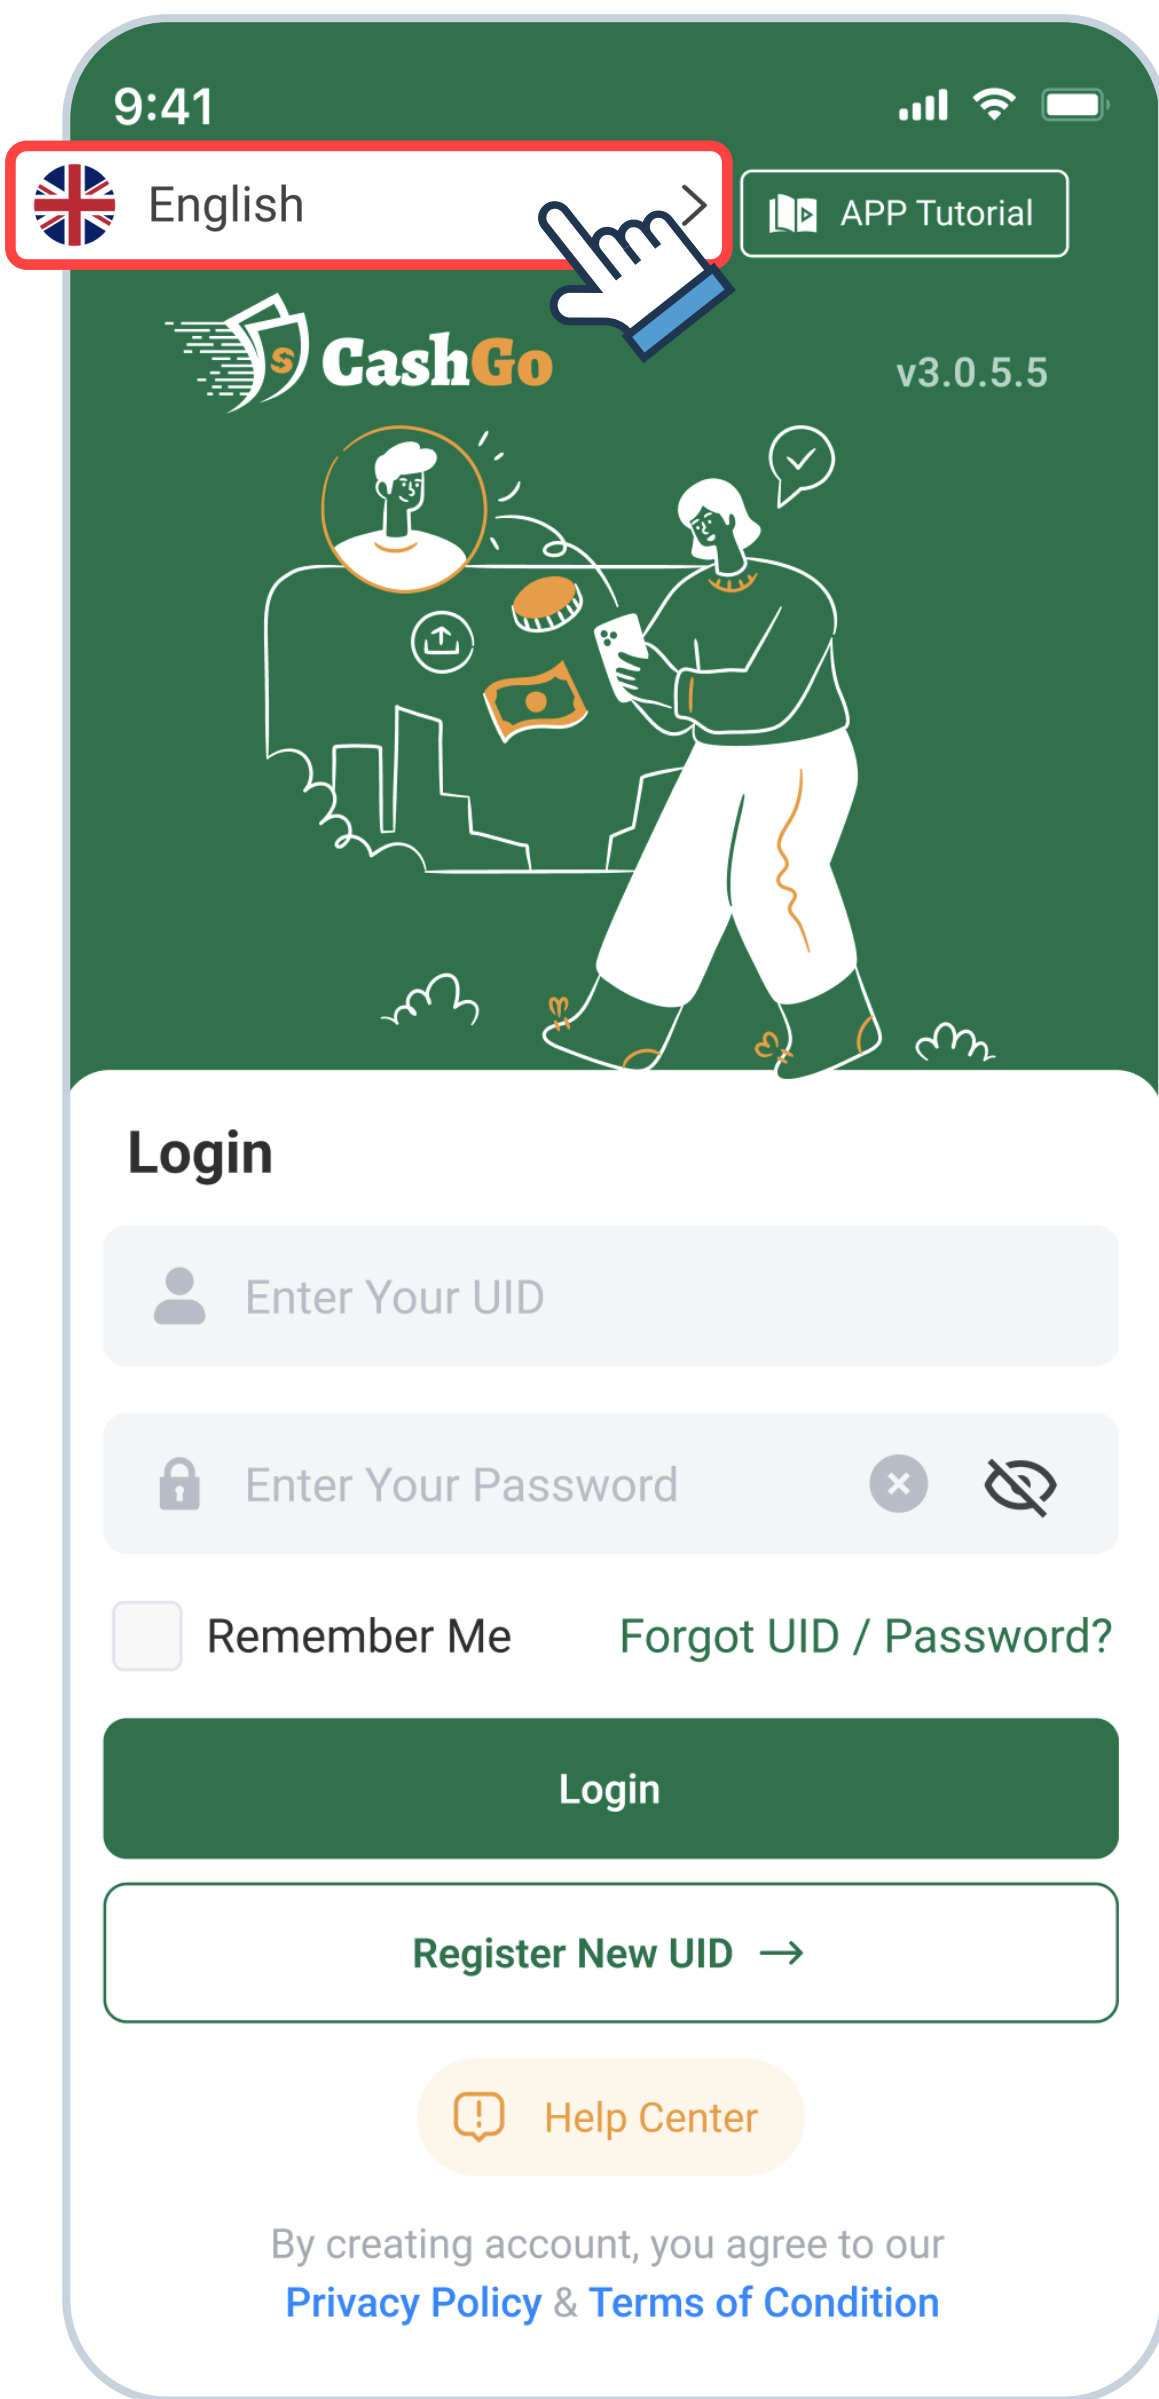 9:41
English
APP Tutorial
$ CashGo
v3.0.5.5
Login
Enter Your UID
Enter Your Password
Remember Me
Forgot UID / Password?
Login
Register New UID →
Help Center
By creating account, you agree to our
Privacy Policy & Terms of Condition